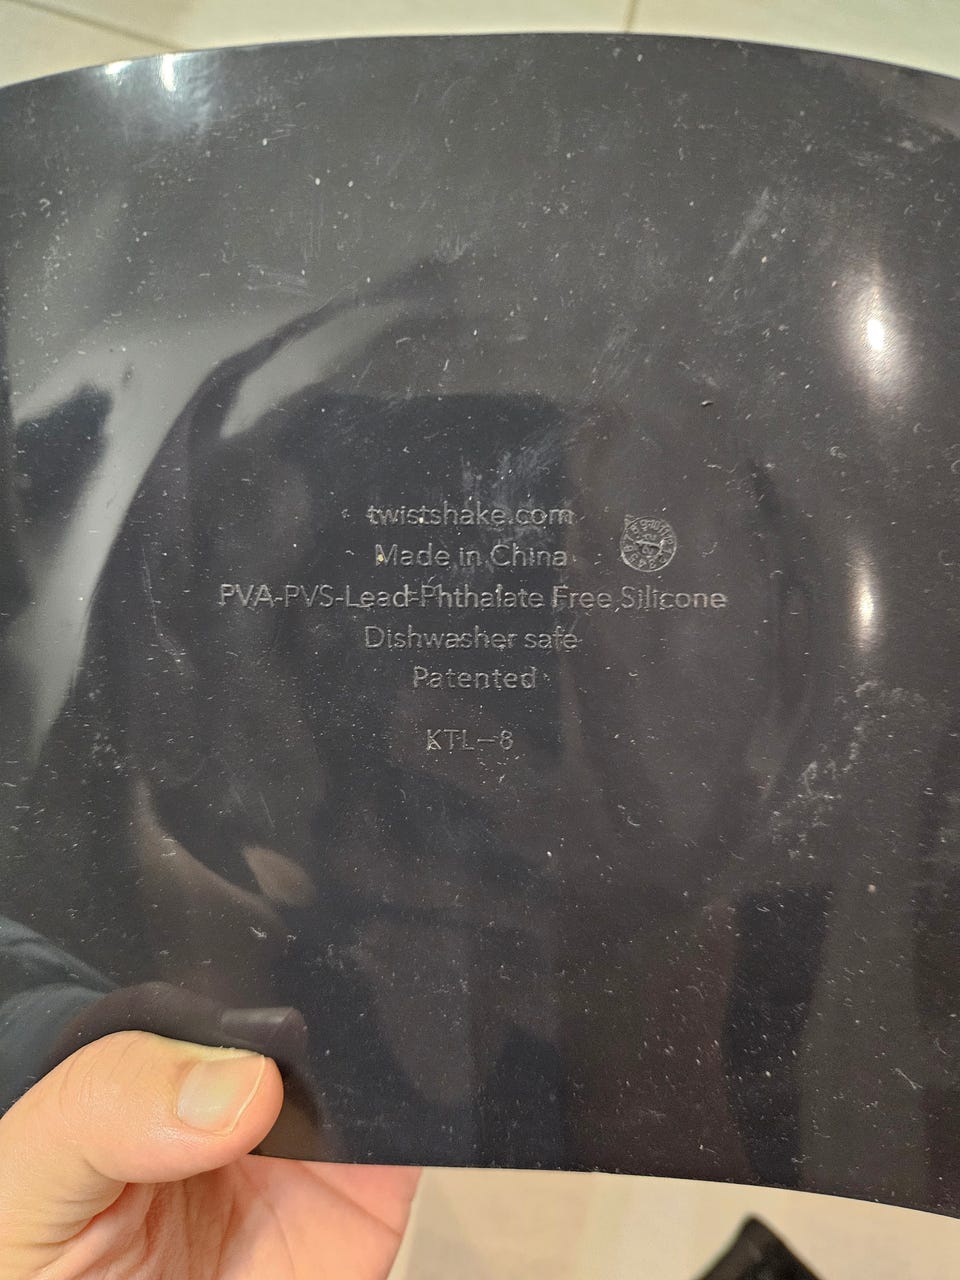 twistshake.com
Made in China
PVA-PVS-Lead-Phthalate Free Silicone
Dishwasher safe
Patented
KTL-8